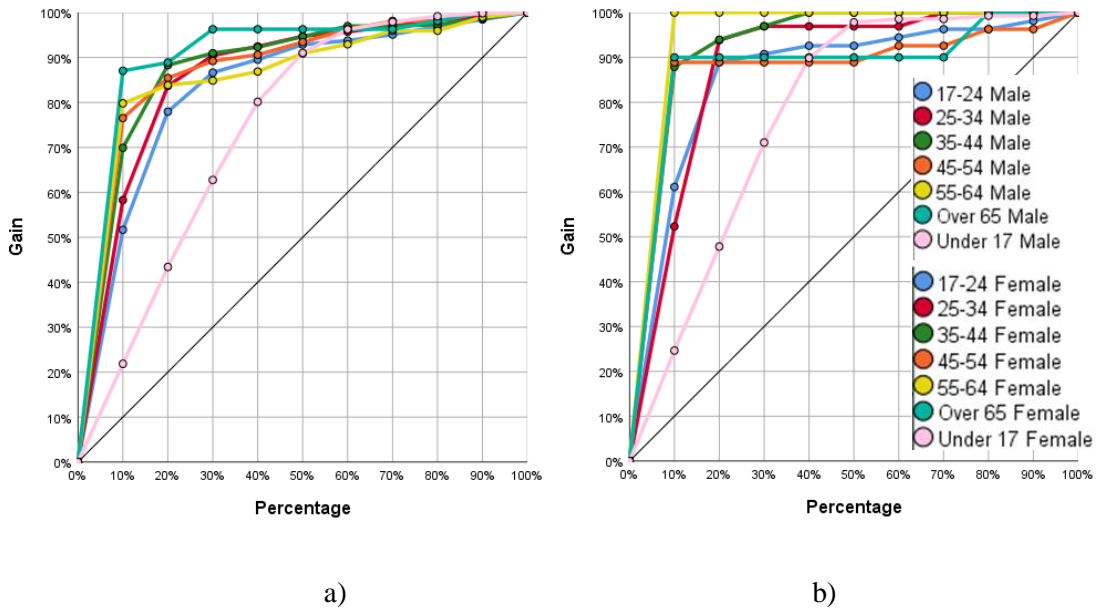 100%
90%
80%
70%
60%
50%
40%
30%
20%
10%
0%
Gain
0% 10% 20% 30% 40% 50% 60% 70% 80% 90% 100%
Percentage
a)
100%
90%
80%
70%
60%
50%
40%
30%
20%
10%
0%
Gain
0% 10% 20% 30% 40% 50% 60% 70% 80% 90% 100%
Percentage
17-24 Male
25-34 Male
35-44 Male
45-54 Male
55-64 Male
Over 65 Male
Under 17 Male
17-24 Female
25-34 Female
35-44 Female
45-54 Female
55-64 Female
Over 65 Female
Under 17 Female
b)